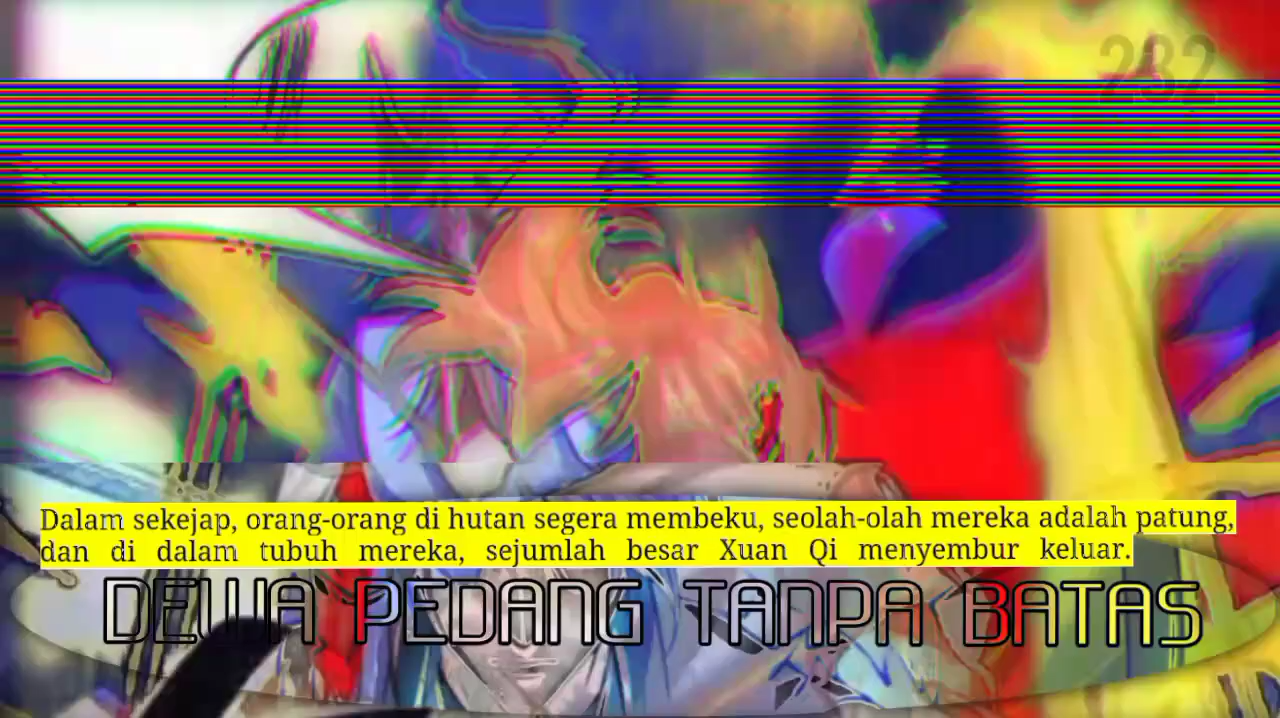 232
Dalam sekejap, orang-orang di hutan segera membeku, seolah-olah mereka adalah patung,
dan di dalam tubuh mereka, sejumlah besar Xuan Qi menyembur keluar.
DEWA PEDANG TANPA BATAS